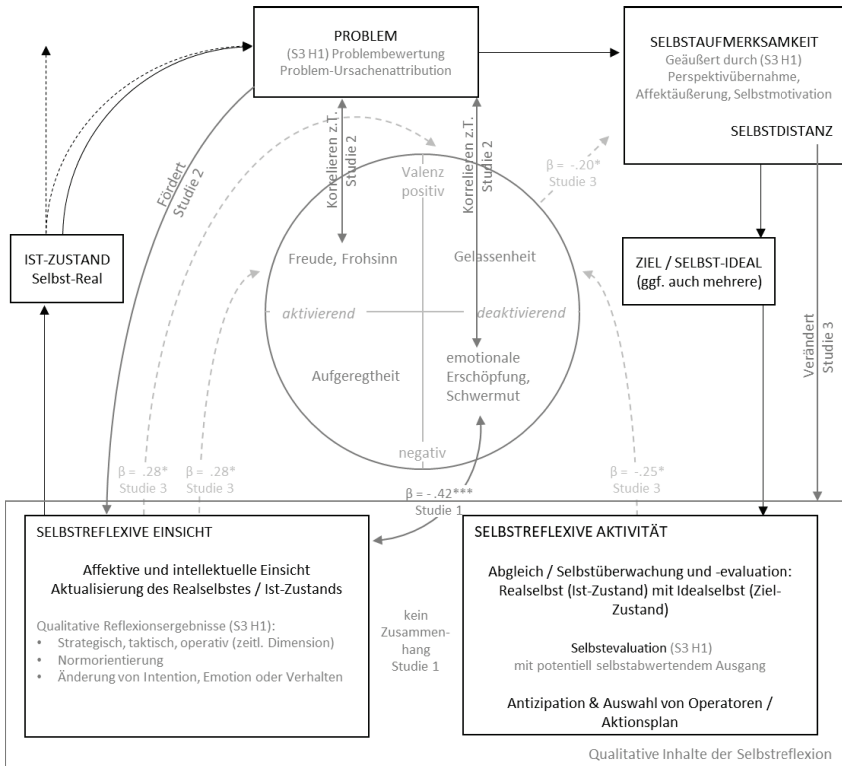 PROBLEM
(S3 H1) Problembewertung
Problem-Ursachenattribution
SELBSTAUFMERKSAMKEIT
Geäußert durch (S3 H1)
Perspektivübernahme,
Affektäußerung, Selbstmotivation
SELBSTDISTANZ
IST-ZUSTAND
Selbst-Real
Fördert
Studie 2
Korrelieren z.T.
Studie 2
Korrelieren z.T.
Studie 2
β = -.20*
Studie 3
Valenz
positiv
Freude, Frohsinn
Gelassenheit
aktivierend
deaktivierend
Aufgeregtheit
emotionale
Erschöpfung,
Schwermut
negativ
ZIEL / SELBST-IDEAL
(ggf. auch mehrere)
Verändert
Studie 3
β = .28*
Studie 3
β = .28*
Studie 3
β = -.42***
Studie 1
β = -.25*
Studie 3
SELBSTREFLEXIVE EINSICHT
Affektive und intellektuelle Einsicht
Aktualisierung des Realselbstes / Ist-Zustands
Qualitative Reflexionsergebnisse (S3 H1):
• Strategisch, taktisch, operativ (zeitl. Dimension)
• Normorientierung
• Änderung von Intention, Emotion oder Verhalten
kein
Zusammen-
hang
Studie 1
SELBSTREFLEXIVE AKTIVITÄT
Abgleich / Selbstüberwachung und -evaluation:
Realselbst (Ist-Zustand) mit Idealselbst (Ziel-
Zustand)
Selbstevaluation (S3 H1)
mit potentiell selbstabwertendem Ausgang
Antizipation & Auswahl von Operatoren /
Aktionsplan
Qualitative Inhalte der Selbstreflexion